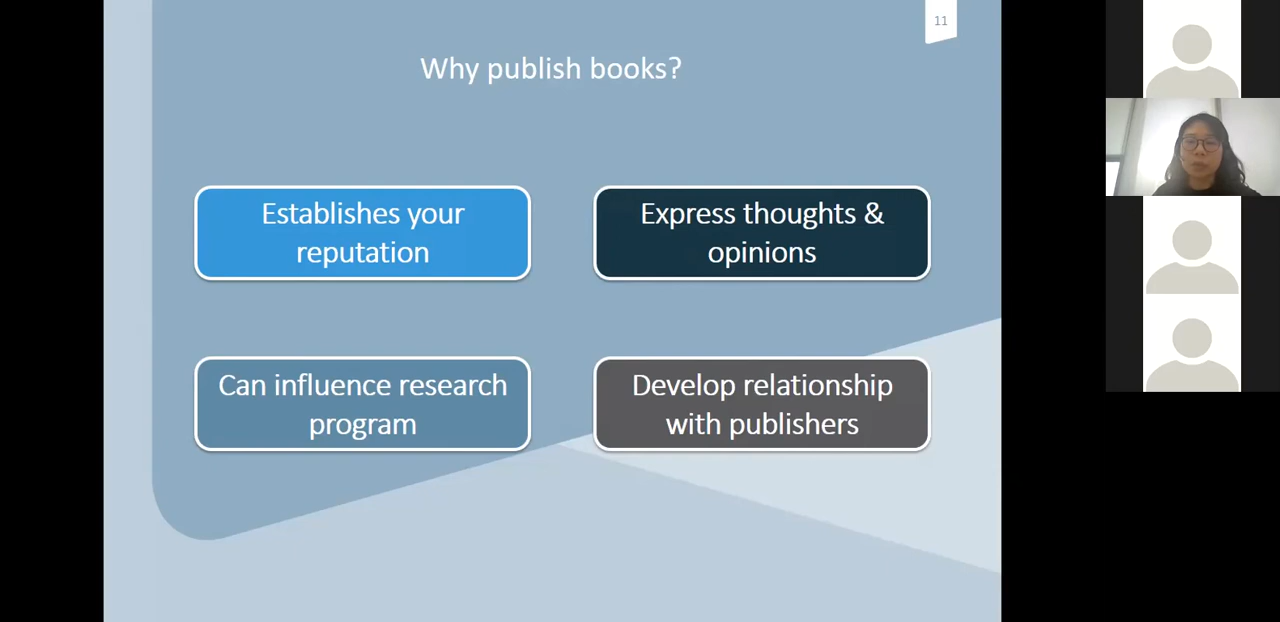 11
Why publish books?
Establishes your
reputation
Express thoughts &
opinions
Can influence research
program
Develop relationship
with publishers